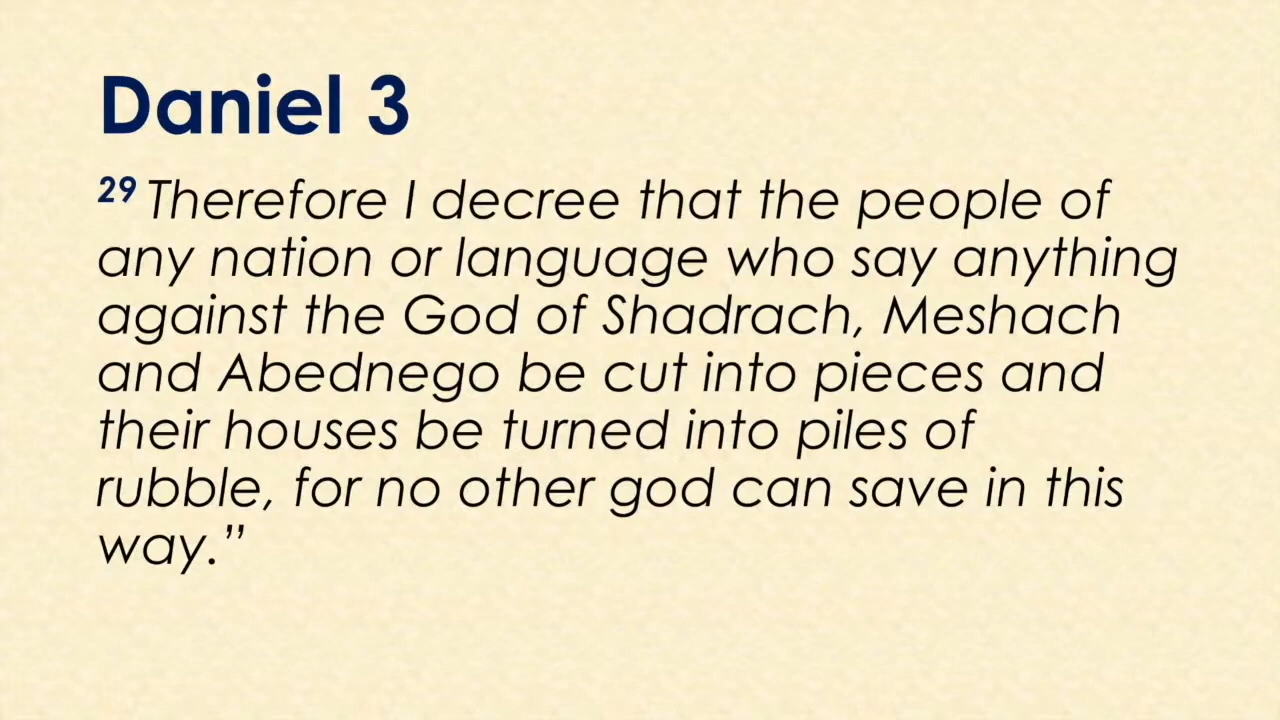 Daniel 3
29 Therefore I decree that the people of
any nation or language who say anything
against the God of Shadrach, Meshach
and Abednego be cut into pieces and
their houses be turned into piles of
rubble, for no other god can save in this
way.”